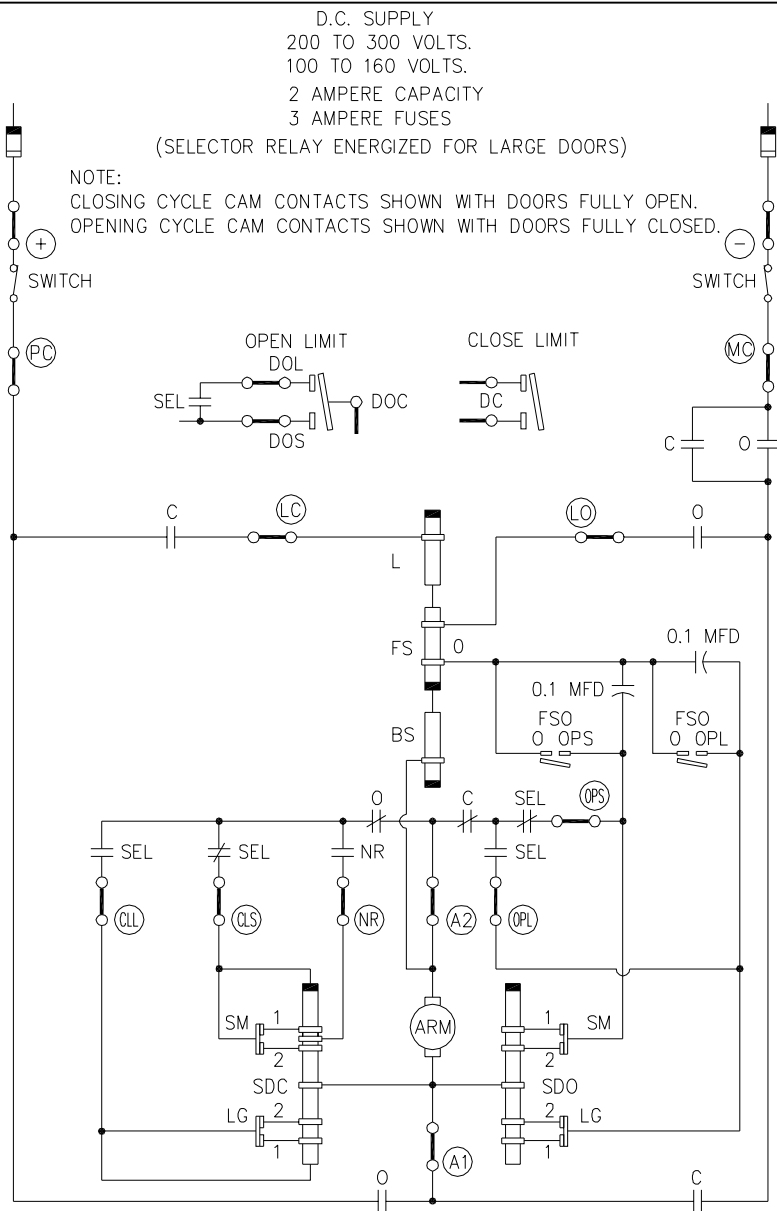 D.C. SUPPLY
200 TO 300 VOLTS.
100 TO 160 VOLTS.
2 AMPERE CAPACITY
3 AMPERE FUSES
(SELECTOR RELAY ENERGIZED FOR LARGE DOORS)
NOTE:
CLOSING CYCLE CAM CONTACTS SHOWN WITH DOORS FULLY OPEN.
OPENING CYCLE CAM CONTACTS SHOWN WITH DOORS FULLY CLOSED.
+
−
SWITCH
SWITCH
PC
OPEN LIMIT
CLOSE LIMIT
MC
DOL
SEL
DOC
DC
DOS
C
O
C
LC
LO
O
L
FS
O
0.1 MFD
0.1 MFD
BS
FSO
O OPS
FSO
O OPL
O
C
SEL
OPS
SEL
SEL
NR
SEL
CLL
CLS
NR
A2
OPL
SM
1
ARM
1
SM
2
2
SDC
SDO
LG
2
2
LG
1
1
A1
O
C